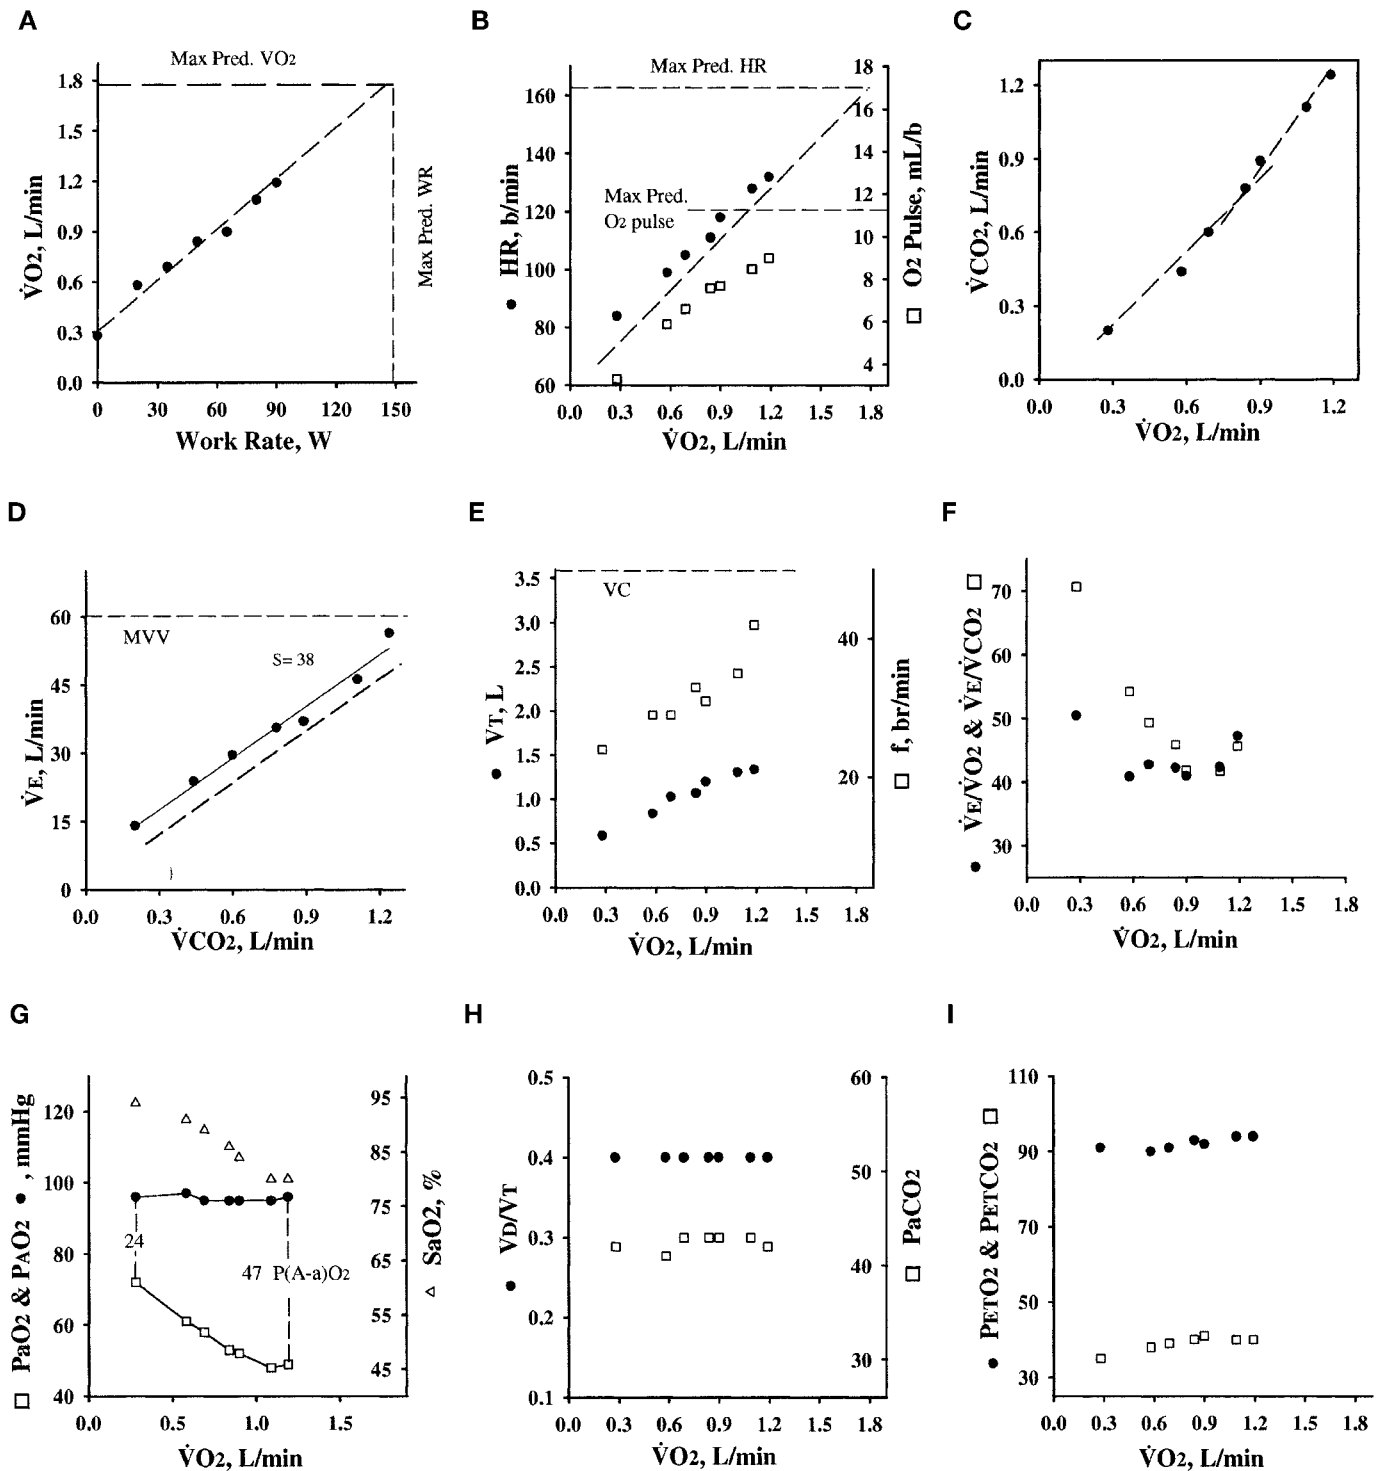 A
Max Pred. V̇O2
1.8
1.5
1.2
0.9
0.6
0.3
0.0
V̇O2, L/min
Max Pred. WR
0 30 60 90 120 150
Work Rate, W
B
Max Pred. HR
160
140
120
100
80
60
● HR, b/min
Max Pred.
O2 pulse
18
16
14
12
10
8
6
4
□ O2 Pulse, mL/b
0.0 0.3 0.6 0.9 1.2 1.5 1.8
V̇O2, L/min
C
1.2
0.9
0.6
0.3
0.0
V̇CO2, L/min
0.0 0.3 0.6 0.9 1.2
V̇O2, L/min
D
60
45
30
15
0
V̇E, L/min
MVV
S= 38
0.0 0.3 0.6 0.9 1.2
V̇CO2, L/min
E
3.5
3.0
2.5
2.0
1.5
1.0
0.5
0.0
● VT, L
VC
40
20
□ f, br/min
0.0 0.3 0.6 0.9 1.2 1.5 1.8
V̇O2, L/min
F
70
60
50
40
30
● V̇E/V̇O2 & V̇E/V̇CO2 □
0.0 0.3 0.6 0.9 1.2 1.5 1.8
V̇O2, L/min
G
120
100
80
60
40
□ PaO2 & PAO2 ●, mmHg
24
47 P(A-a)O2
95
85
75
65
55
45
△ SaO2, %
0.0 0.5 1.0 1.5
V̇O2, L/min
H
0.5
0.4
0.3
0.2
0.1
● VD/VT
60
50
40
30
□ PaCO2
0.0 0.3 0.6 0.9 1.2 1.5 1.8
V̇O2, L/min
I
110
90
70
50
30
● PETO2 & PETCO2 □
0.0 0.3 0.6 0.9 1.2 1.5 1.8
V̇O2, L/min